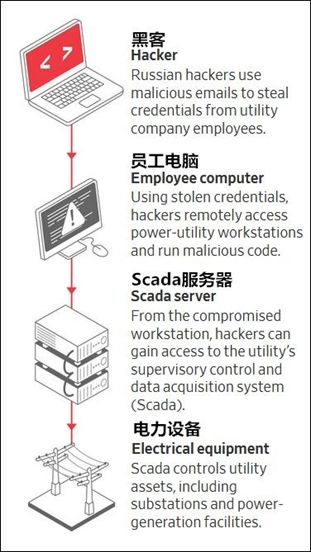 黑客
Hacker
Russian hackers use
malicious emails to steal
credentials from utility
company employees.
员工电脑
Employee computer
Using stolen credentials,
hackers remotely access
power-utility workstations
and run malicious code.
Scada服务器
Scada server
From the compromised
workstation, hackers can
gain access to the utility's
supervisory control and
data acquisition system
(Scada).
电力设备
Electrical equipment
Scada controls utility
assets, including
substations and power-
generation facilities.